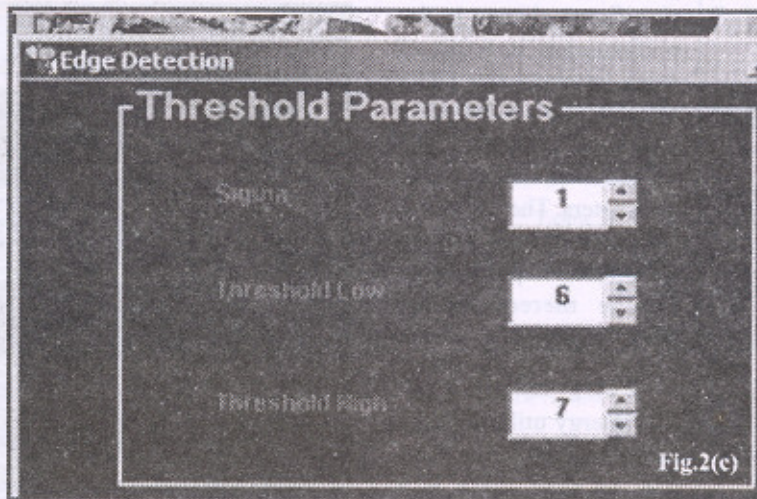 Edge Detection
Threshold Parameters
Sigma 1
Threshold Low 6
Threshold High 7
Fig.2(c)